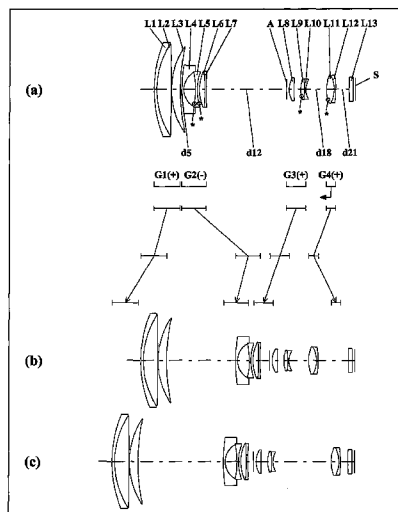 L1 L2 L3 L4 L5 L6 L7 A L8 L9 L10 L11 L12 L13
S
(a)
* * * *
d5 d12 d18 d21
G1(+) G2(-) G3(+) G4(+)
(b)
(c)